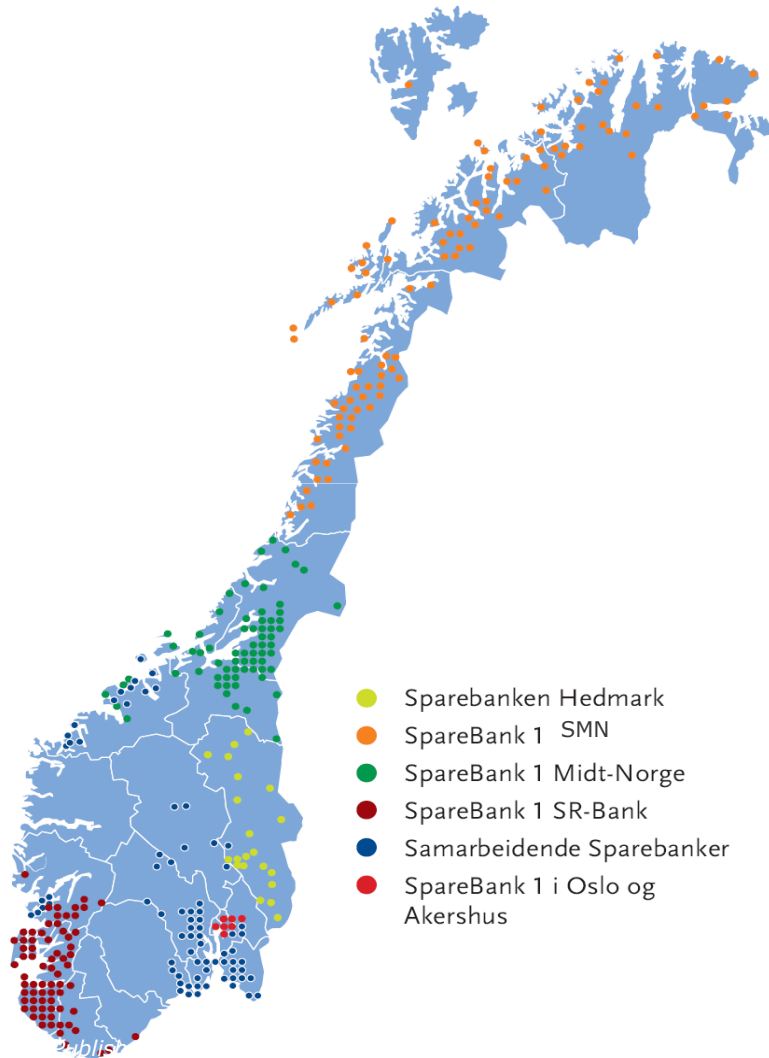 Sparebanken Hedmark
SpareBank 1 SMN
SpareBank 1 Midt-Norge
SpareBank 1 SR-Bank
Samarbeidende Sparebanker
SpareBank 1 i Oslo og
Akershus